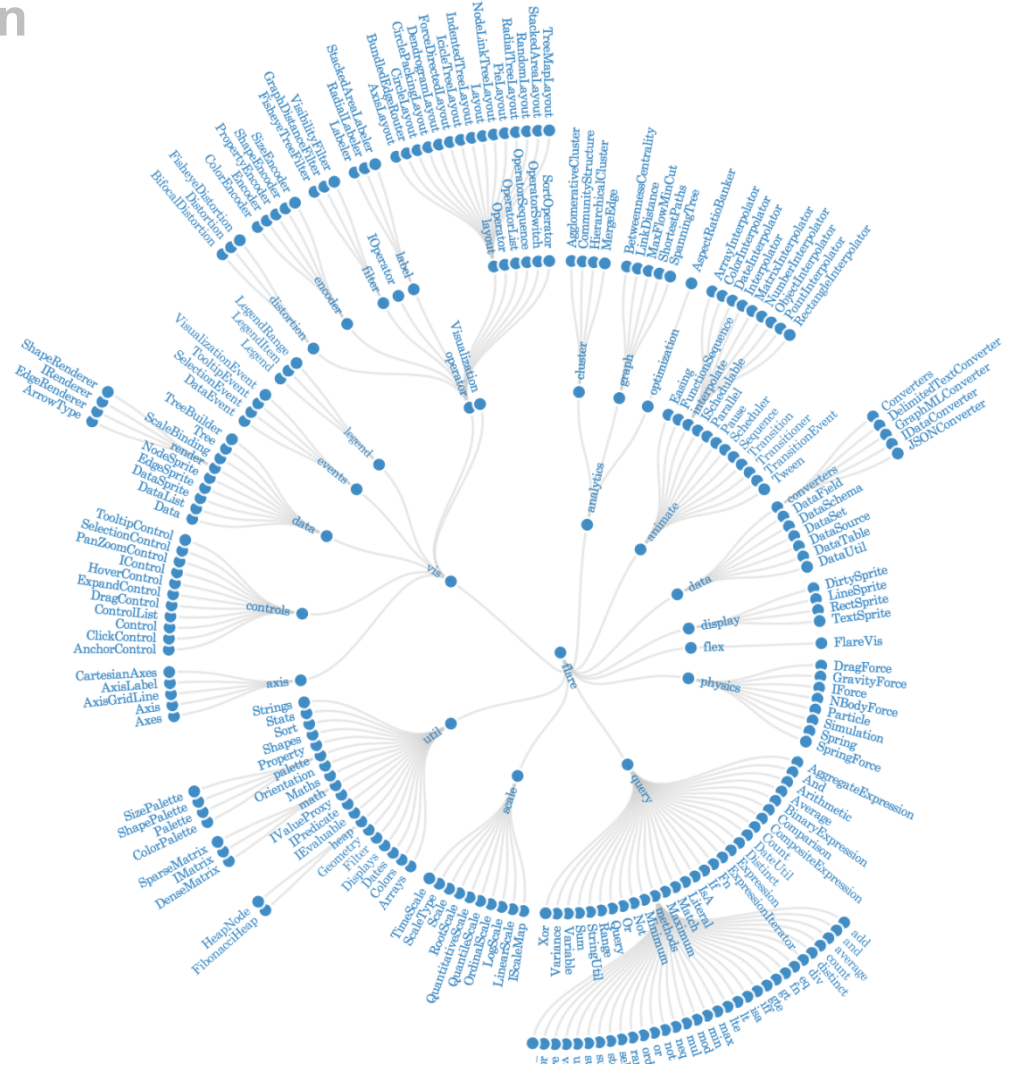 n
TreeMapLayout
StackedAreaLayout
RandomLayout
RadialTreeLayout
PieLayout
NodeLinkTreeLayout
Layout
IndentedTreeLayout
IcicleTreeLayout
ForceDirectedLayout
DendrogramLayout
CirclePackingLayout
CircleLayout
BundledEdgeRouter
AxisLayout
layout
StackedAreaLabeler
RadialLabeler
Labeler
label
IOperator
VisibilityFilter
GraphDistanceFilter
FisheyeTreeFilter
filter
SizeEncoder
ShapeEncoder
PropertyEncoder
Encoder
ColorEncoder
encoder
FisheyeDistortion
Distortion
BifocalDistortion
distortion
SortOperator
OperatorSwitch
OperatorSequence
OperatorList
Operator
Visualization
operator
LegendRange
LegendItem
Legend
legend
VisualizationEvent
TooltipEvent
SelectionEvent
DataEvent
events
TreeBuilder
Tree
ScaleBinding
render
ShapeRenderer
IRenderer
EdgeRenderer
ArrowType
NodeSprite
EdgeSprite
DataSprite
DataList
Data
data
TooltipControl
SelectionControl
PanZoomControl
IControl
HoverControl
ExpandControl
DragControl
ControlList
Control
ClickControl
AnchorControl
controls
CartesianAxes
AxisLabel
AxisGridLine
Axis
Axes
axis
vis
AgglomerativeCluster
CommunityStructure
HierarchicalCluster
MergeEdge
cluster
BetweennessCentrality
LinkDistance
MaxFlowMinCut
ShortestPaths
SpanningTree
graph
AspectRatioBanker
optimization
analytics
ArrayInterpolator
ColorInterpolator
DateInterpolator
Interpolator
MatrixInterpolator
NumberInterpolator
ObjectInterpolator
PointInterpolator
RectangleInterpolator
Easing
FunctionSequence
interpolate
ISchedulable
Parallel
Pause
Scheduler
Sequence
Transition
Transitioner
TransitionEvent
Tween
animate
Converters
DelimitedTextConverter
GraphMLConverter
IDataConverter
JSONConverter
converters
DataField
DataSchema
DataSet
DataSource
DataTable
DataUtil
data
DirtySprite
LineSprite
RectSprite
TextSprite
display
FlareVis
flex
DragForce
GravityForce
IForce
NBodyForce
Particle
Simulation
Spring
SpringForce
physics
flare
Strings
Stats
Sort
Shapes
Property
palette
Orientation
Maths
math
IValueProxy
IPredicate
IEvaluable
heap
Geometry
Filter
Displays
Dates
Colors
Arrays
util
SizePalette
ShapePalette
Palette
ColorPalette
SparseMatrix
IMatrix
DenseMatrix
HeapNode
FibonacciHeap
TimeScale
ScaleType
Scale
RootScale
QuantitativeScale
QuantileScale
OrdinalScale
LogScale
LinearScale
IScaleMap
scale
query
AggregateExpression
And
Arithmetic
Average
BinaryExpression
Comparison
CompositeExpression
Count
DateUtil
Distinct
Expression
ExpressionIterator
Fn
If
IsA
Literal
Match
Maximum
methods
Minimum
Not
Or
Query
Range
StringUtil
Sum
Variable
Variance
Xor
add
and
average
count
distinct
div
eq
fn
gt
gte
iff
isa
lt
lte
max
min
mod
mul
neq
not
or